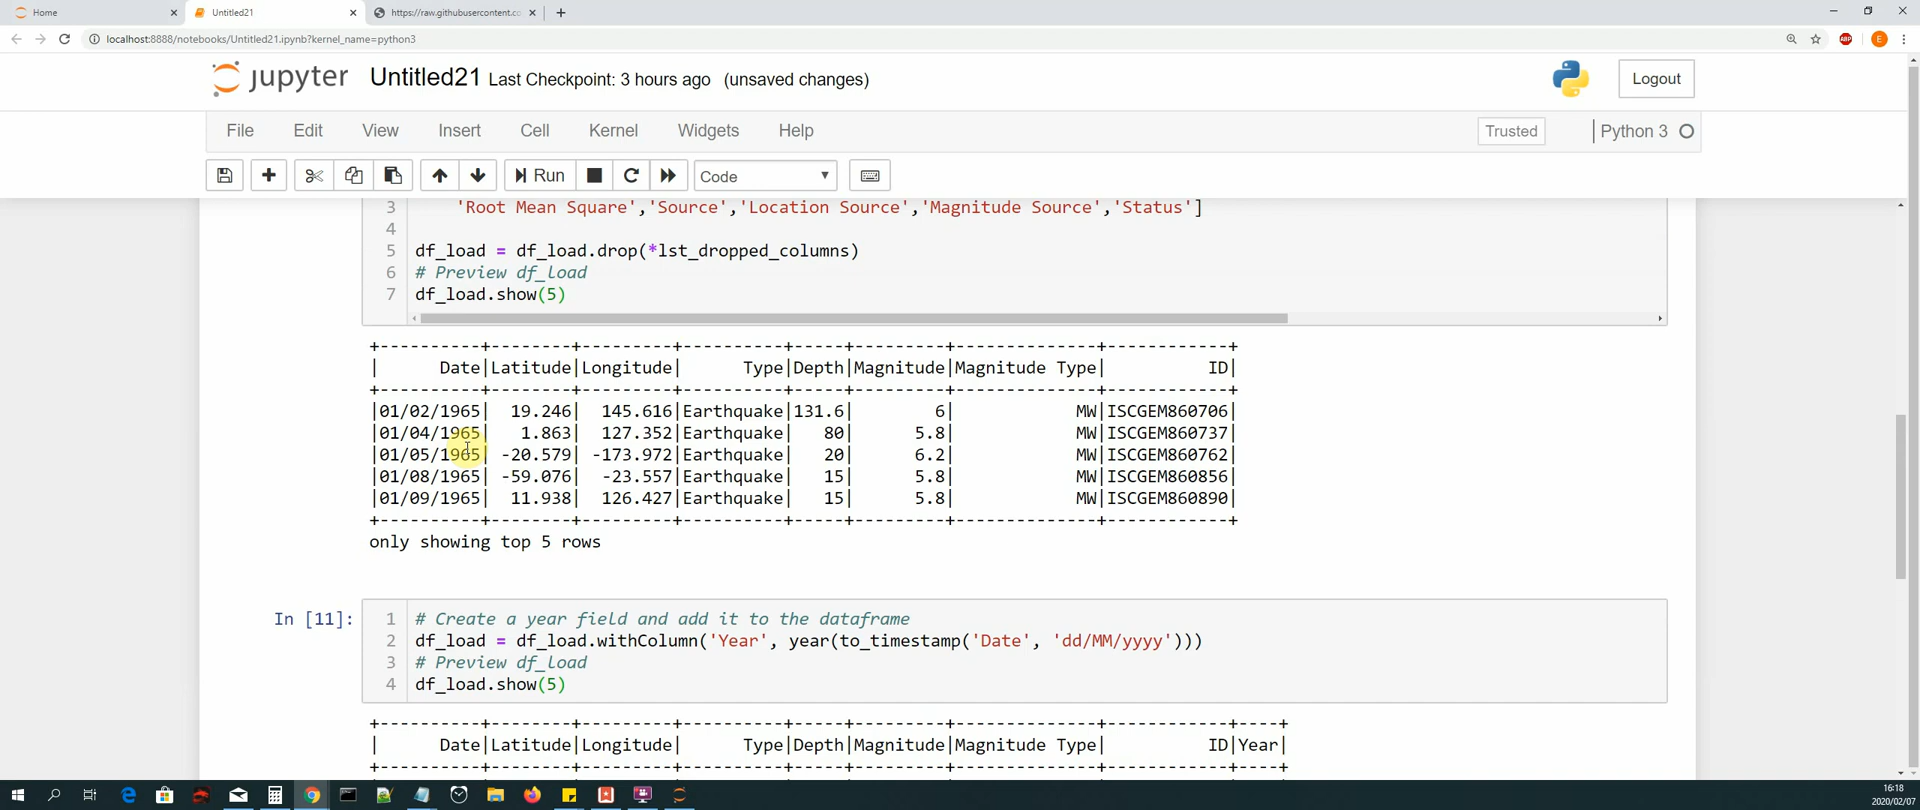 Home
Untitled21
https://raw.githubusercontent.co
localhost:8888/notebooks/Untitled21.ipynb?kernel_name=python3
ABP
E
jupyter Untitled21 Last Checkpoint: 3 hours ago (unsaved changes)
Logout
File Edit View Insert Cell Kernel Widgets Help
Trusted
Python 3
Run
Code
3 'Root Mean Square','Source','Location Source','Magnitude Source','Status']
4
5 df_load = df_load.drop(*lst_dropped_columns)
6 # Preview df_load
7 df_load.show(5)
+----------+--------+---------+----------+-----+---------+--------------+------------+
|      Date|Latitude|Longitude|      Type|Depth|Magnitude|Magnitude Type|          ID|
+----------+--------+---------+----------+-----+---------+--------------+------------+
|01/02/1965|  19.246|  145.616|Earthquake|131.6|        6|            MW|ISCGEM860706|
|01/04/1965|   1.863|  127.352|Earthquake|   80|      5.8|            MW|ISCGEM860737|
|01/05/1965| -20.579| -173.972|Earthquake|   20|      6.2|            MW|ISCGEM860762|
|01/08/1965| -59.076|  -23.557|Earthquake|   15|      5.8|            MW|ISCGEM860856|
|01/09/1965|  11.938|  126.427|Earthquake|   15|      5.8|            MW|ISCGEM860890|
+----------+--------+---------+----------+-----+---------+--------------+------------+
only showing top 5 rows
In [11]:
1 # Create a year field and add it to the dataframe
2 df_load = df_load.withColumn('Year', year(to_timestamp('Date', 'dd/MM/yyyy')))
3 # Preview df_load
4 df_load.show(5)
+----------+--------+---------+----------+-----+---------+--------------+------------+----+
|      Date|Latitude|Longitude|      Type|Depth|Magnitude|Magnitude Type|          ID|Year|
+----------+--------+---------+----------+-----+---------+--------------+------------+----+
16:18
2020/02/07